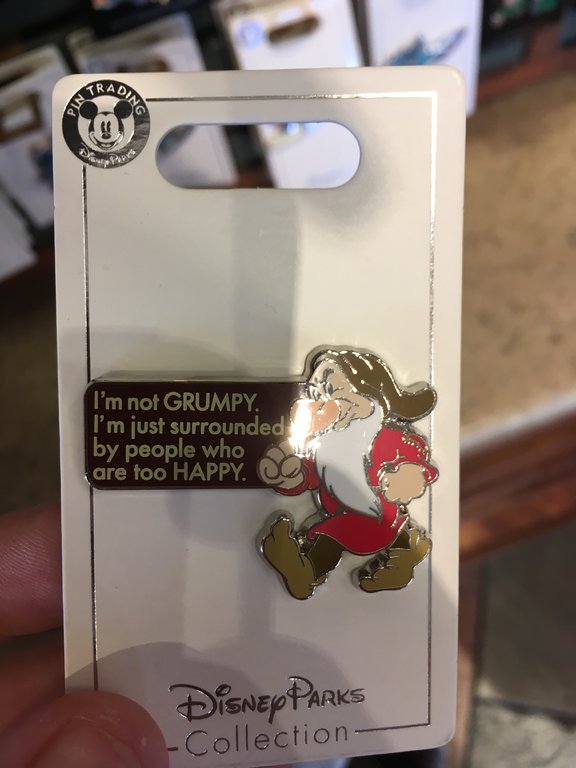 PIN TRADING
Disney Parks
I'm not GRUMPY.
I'm just surrounded
by people who
are too HAPPY.
DISNEY PARKS
Collection